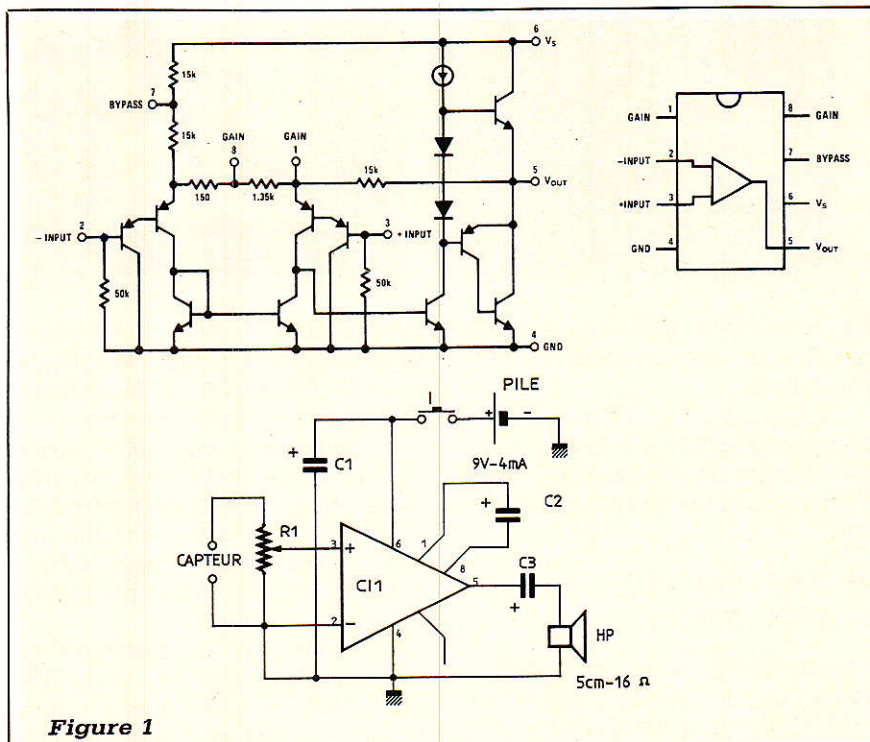 6
Vs
15k
7
BYPASS
15k
GAIN
8
GAIN
1
150
1.35k
15k
5
VOUT
2
- INPUT
3
+ INPUT
50k
50k
4
GND
1
GAIN
8
GAIN
2
-INPUT
7
BYPASS
3
+INPUT
6
Vs
4
GND
5
VOUT
I
PILE
+ -
9V-4mA
+
C1
+
C2
CAPTEUR
R1
3
+
6
1
8
CI1
5
C3
+
2
-
4
HP
5cm-16 Ω
Figure 1